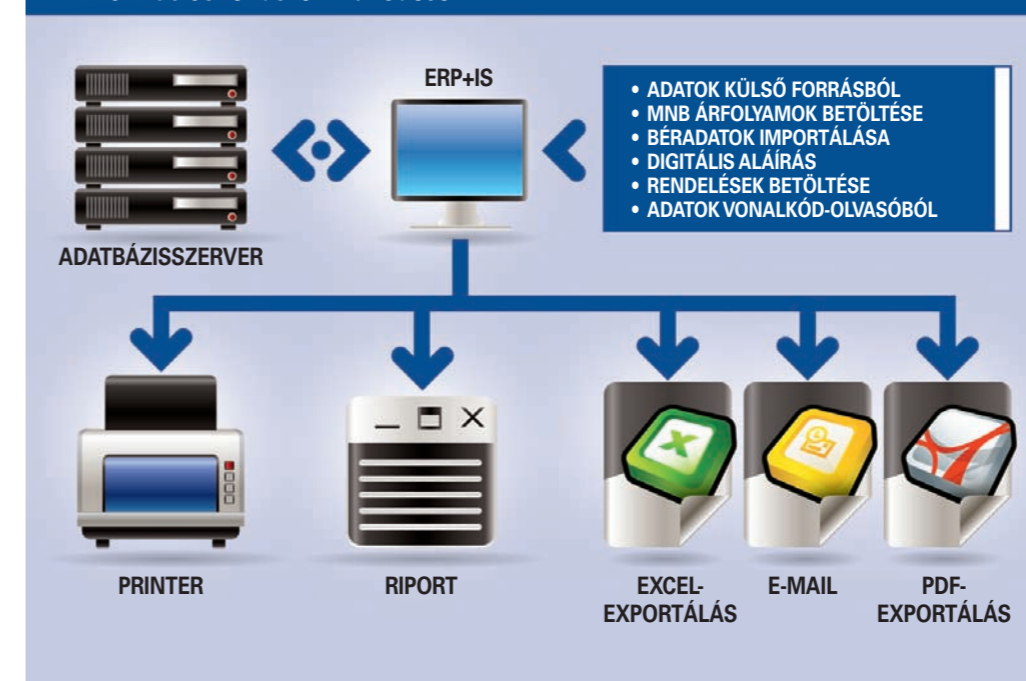 ERP+IS
• ADATOK KÜLSŐ FORRÁSBÓL
• MNB ÁRFOLYAMOK BETÖLTÉSE
• BÉRADATOK IMPORTÁLÁSA
• DIGITÁLIS ALÁÍRÁS
• RENDELÉSEK BETÖLTÉSE
• ADATOK VONALKÓD-OLVASÓBÓL
ADATBÁZISSZERVER
PRINTER
RIPORT
EXCEL-
EXPORTÁLÁS
E-MAIL
PDF-
EXPORTÁLÁS